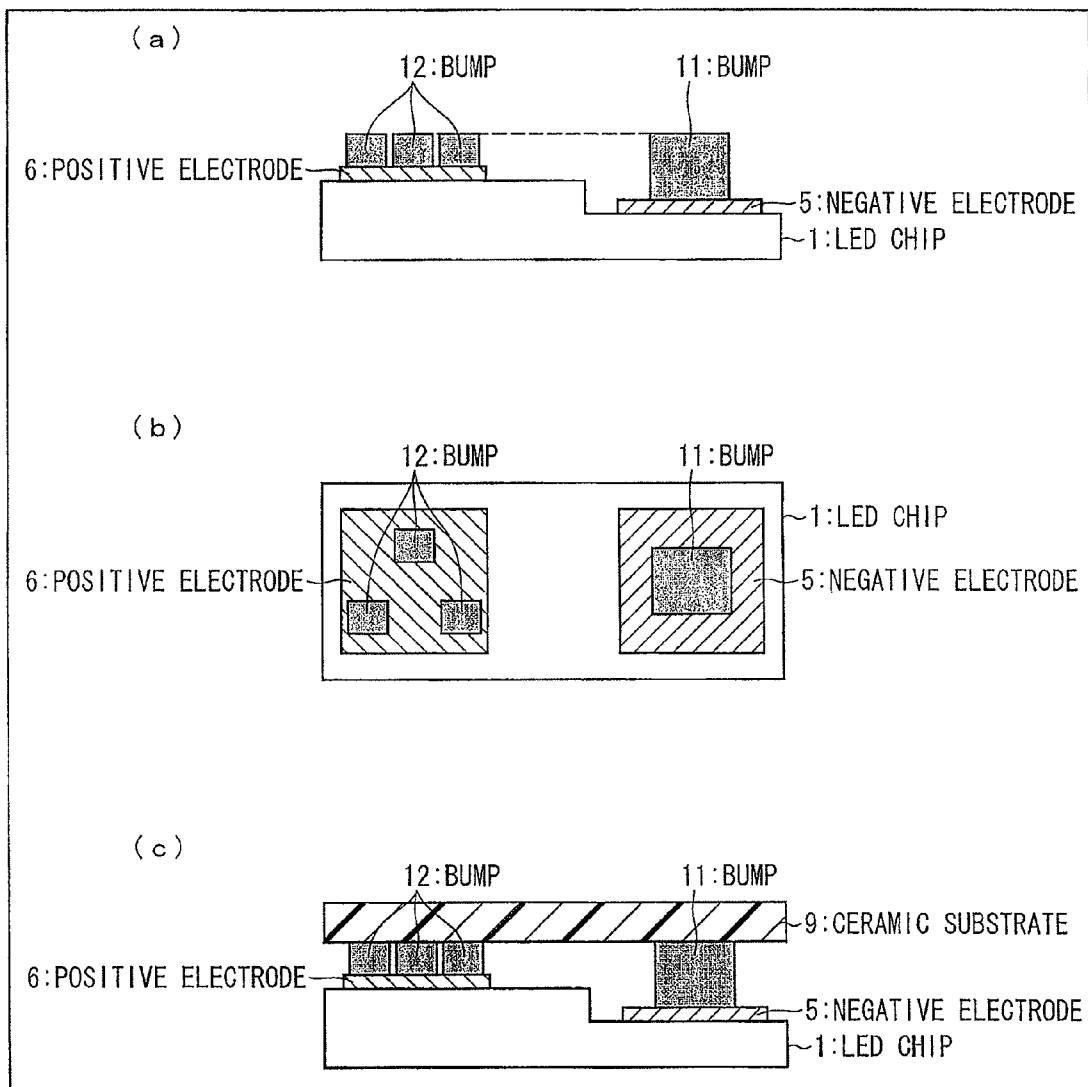 (a)
12:BUMP 11:BUMP
6:POSITIVE ELECTRODE
5:NEGATIVE ELECTRODE
1:LED CHIP
(b)
12:BUMP 11:BUMP
1:LED CHIP
6:POSITIVE ELECTRODE 5:NEGATIVE ELECTRODE
(c)
12:BUMP 11:BUMP
9:CERAMIC SUBSTRATE
6:POSITIVE ELECTRODE
5:NEGATIVE ELECTRODE
1:LED CHIP